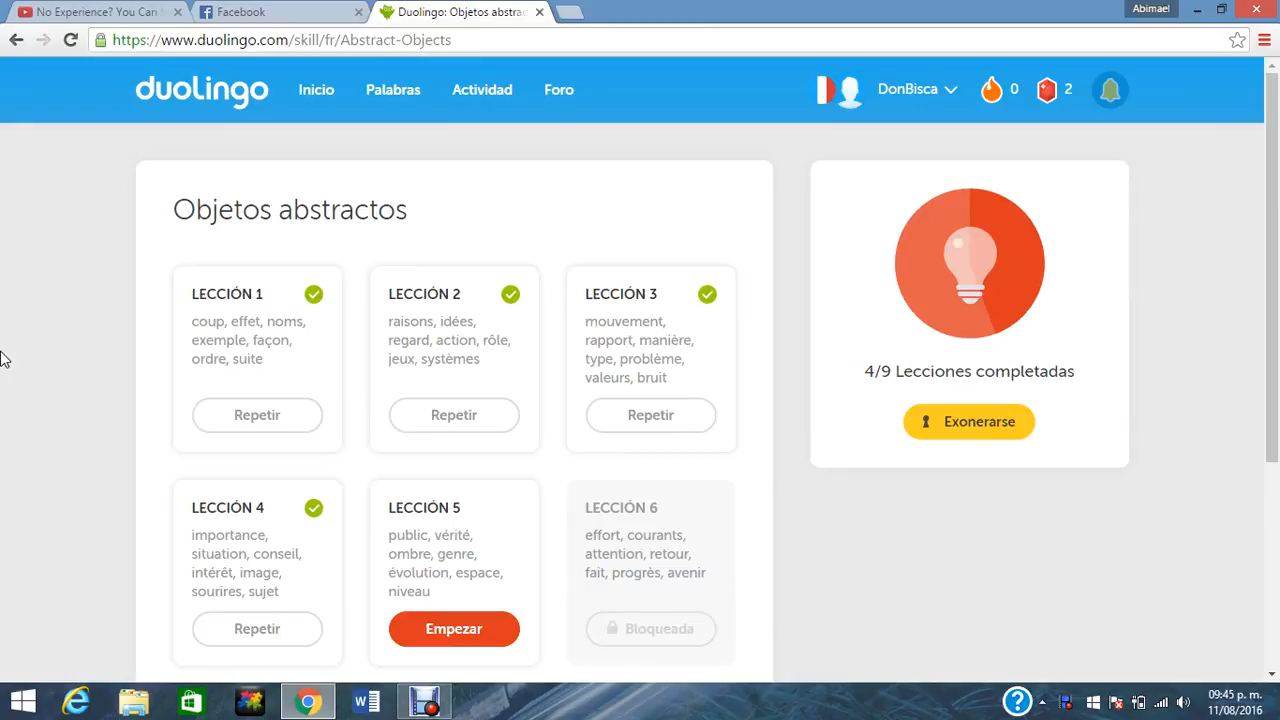 No Experience? You Can
Facebook
Duolingo: Objetos abstrac
Abimael
https://www.duolingo.com/skill/fr/Abstract-Objects
duolingo
Inicio
Palabras
Actividad
Foro
DonBisca
0
2
Objetos abstractos
LECCIÓN 1
coup, effet, noms,
exemple, façon,
ordre, suite
Repetir
LECCIÓN 2
raisons, idées,
regard, action, rôle,
jeux, systèmes
Repetir
LECCIÓN 3
mouvement,
rapport, manière,
type, problème,
valeurs, bruit
Repetir
4/9 Lecciones completadas
Exonerarse
LECCIÓN 4
importance,
situation, conseil,
intérêt, image,
sourires, sujet
Repetir
LECCIÓN 5
public, vérité,
ombre, genre,
évolution, espace,
niveau
Empezar
LECCIÓN 6
effort, courants,
attention, retour,
fait, progrès, avenir
Bloqueada
09:45 p. m.
11/08/2016